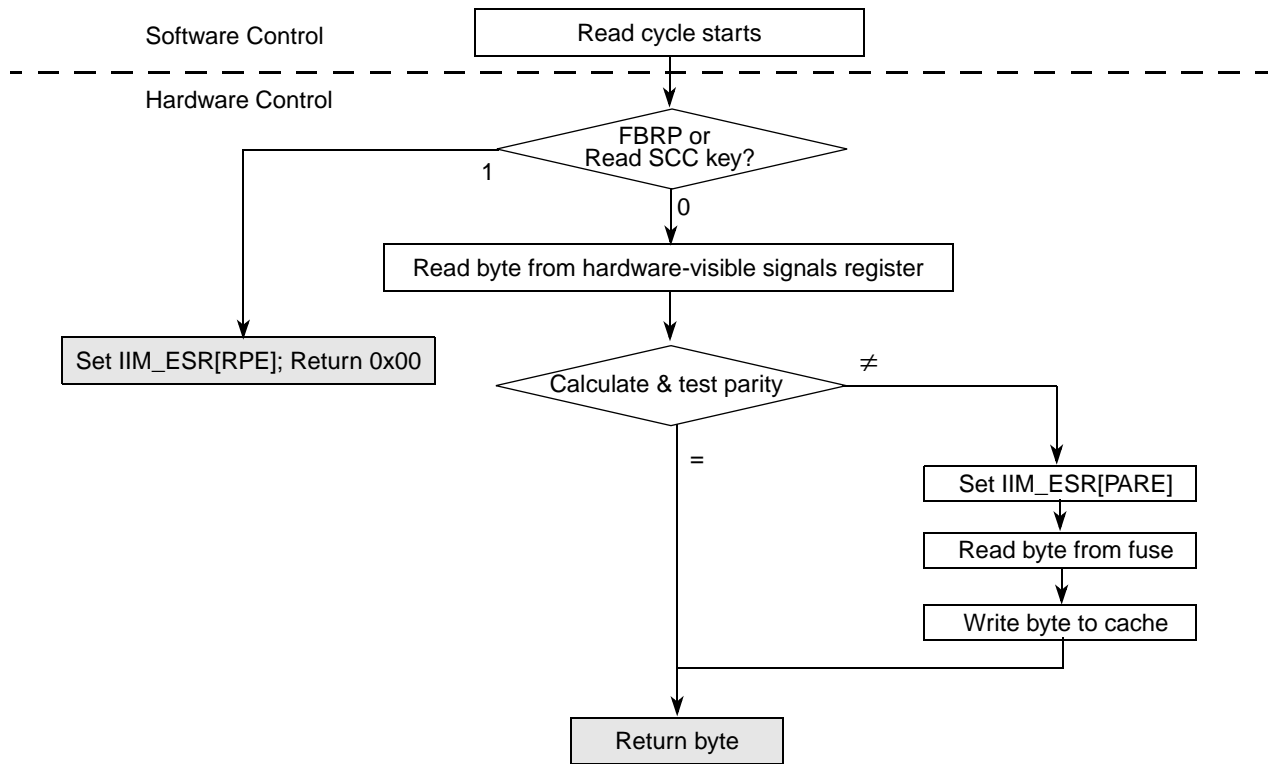 Software Control
Read cycle starts
Hardware Control
FBRP or
Read SCC key?
1
0
Read byte from hardware-visible signals register
Set IIM_ESR[RPE]; Return 0x00
Calculate & test parity
≠
=
Set IIM_ESR[PARE]
Read byte from fuse
Write byte to cache
Return byte